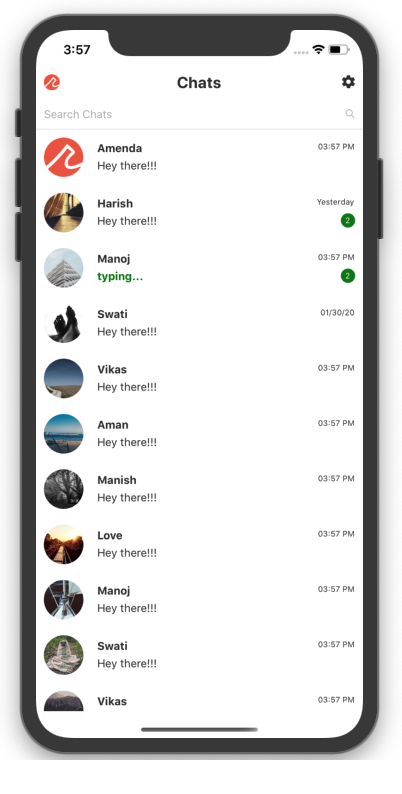 3:57
Chats
Search Chats
Amenda 03:57 PM
Hey there!!!
Harish Yesterday
Hey there!!! 2
Manoj 03:57 PM
typing... 2
Swati 01/30/20
Hey there!!!
Vikas 03:57 PM
Hey there!!!
Aman 03:57 PM
Hey there!!!
Manish 03:57 PM
Hey there!!!
Love 03:57 PM
Hey there!!!
Manoj 03:57 PM
Hey there!!!
Swati 03:57 PM
Hey there!!!
Vikas 03:57 PM